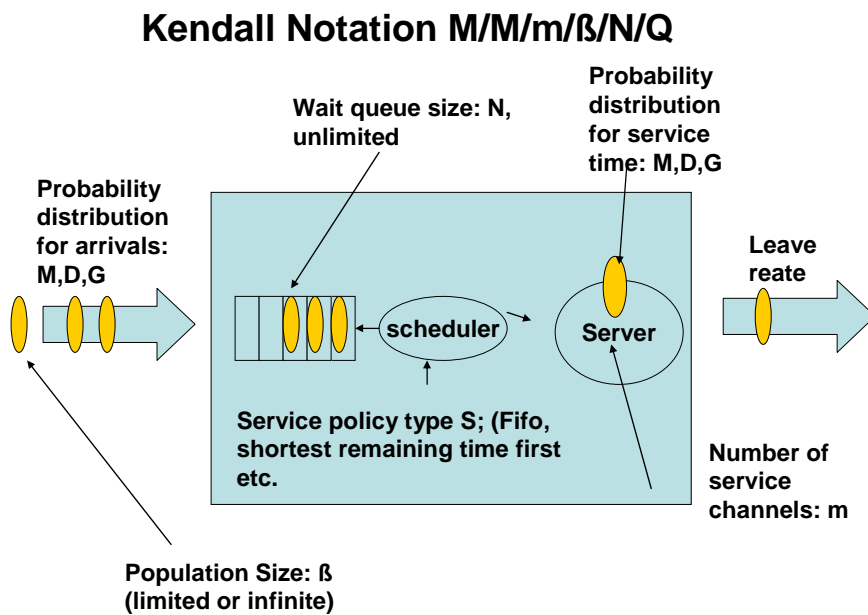 Kendall Notation M/M/m/ß/N/Q
Probability
distribution
for service
time: M,D,G
Wait queue size: N,
unlimited
Probability
distribution
for arrivals:
M,D,G
Leave
reate
scheduler
Server
Service policy type S; (Fifo,
shortest remaining time first
etc.
Number of
service
channels: m
Population Size: ß
(limited or infinite)